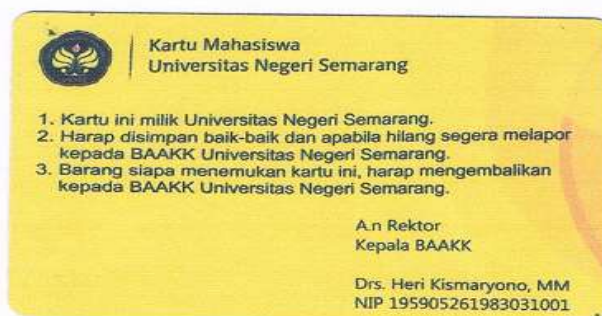 Kartu Mahasiswa
Universitas Negeri Semarang
1. Kartu ini milik Universitas Negeri Semarang.
2. Harap disimpan baik-baik dan apabila hilang segera melapor
kepada BAAKK Universitas Negeri Semarang.
3. Barang siapa menemukan kartu ini, harap mengembalikan
kepada BAAKK Universitas Negeri Semarang.
A.n Rektor
Kepala BAAKK
Drs. Heri Kismaryono, MM
NIP 195905261983031001